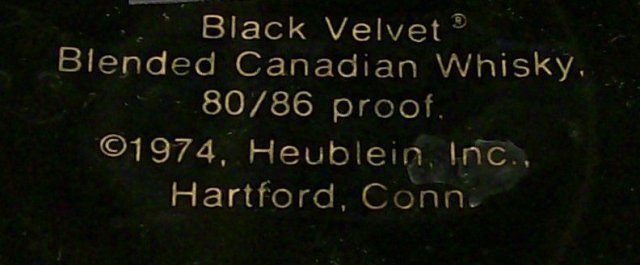 Black Velvet®
Blended Canadian Whisky.
80/86 proof.
©1974, Heublein, Inc.,
Hartford, Conn.